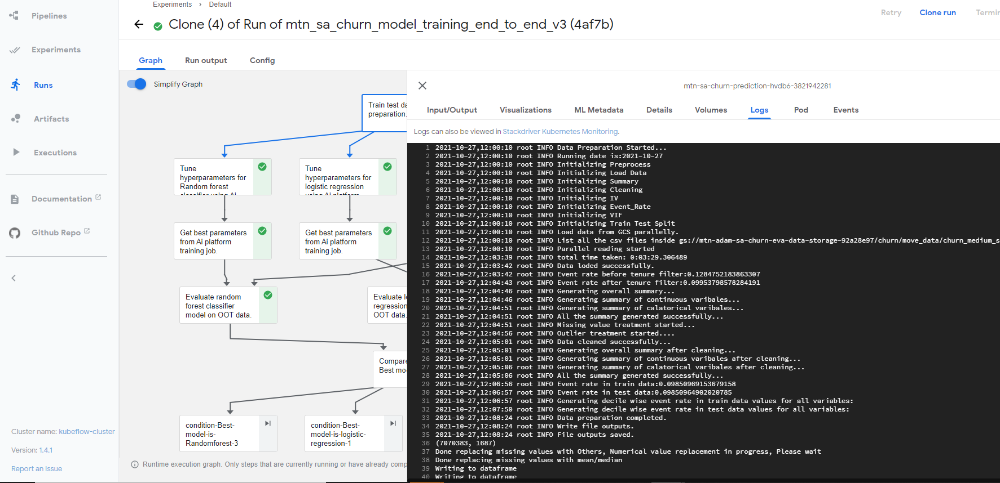 Experiments > Default
Retry
Clone run
Clone (4) of Run of mtn_sa_churn_model_training_end_to_end_v3 (4af7b)
Pipelines
Experiments
Runs
Artifacts
Executions
Documentation
Github Repo
Cluster name: kubeflow-cluster
Version: 1.4.1
Report an Issue
Graph
Run output
Config
Simplify Graph
Train test
preparation.
Tune
hyperparameters for
Random forest
Tune
hyperparameters for
logistic regression
Get best parameters
from Ai platform
training job.
Get best parameters
from Ai platform
training job.
Evaluate random
forest classifier
model on OOT data.
Evaluate
regression
OOT data.
Compare
Best
condition-Best-
model-is-
Randomforest-3
condition-Best-
model-is-logistic-
regression-1
Runtime execution graph. Only steps that are currently running or have already
mtn-sa-churn-prediction-hvdb6-3821942281
Input/Output
Visualizations
ML Metadata
Details
Volumes
Logs
Pod
Events
Logs can also be viewed in Stackdriver Kubernetes Monitoring.
1 2021-10-27,12:00:10 root INFO Data Preparation Started...
2 2021-10-27,12:00:10 root INFO Running date is:2021-10-27
3 2021-10-27,12:00:10 root INFO Initializing Preprocess
4 2021-10-27,12:00:10 root INFO Initializing Load Data
5 2021-10-27,12:00:10 root INFO Initializing Summary
6 2021-10-27,12:00:10 root INFO Initializing Cleaning
7 2021-10-27,12:00:10 root INFO Initializing IV
8 2021-10-27,12:00:10 root INFO Initializing Event_Rate
9 2021-10-27,12:00:10 root INFO Initializing VIF
10 2021-10-27,12:00:10 root INFO Initializing Train Test Split
11 2021-10-27,12:00:10 root INFO Load data from GCS parallelly.
12 2021-10-27,12:00:10 root INFO List all the csv files inside gs://mtn-adam-sa-churn-eva-data-storage-92a28e97/churn/move_data/churn_medium_s
13 2021-10-27,12:00:10 root INFO Parallel reading started
14 2021-10-27,12:03:39 root INFO total time taken: 0:03:29.306489
15 2021-10-27,12:03:42 root INFO Data loded successfully.
16 2021-10-27,12:03:42 root INFO Event rate before tenure filter:0.1284752183863307
17 2021-10-27,12:04:43 root INFO Event rate after tenure filter:0.09953798578284191
18 2021-10-27,12:04:46 root INFO Generating overall summary...
19 2021-10-27,12:04:46 root INFO Generating summary of continuous varibales...
20 2021-10-27,12:04:51 root INFO Generating summary of calatorical varibales...
21 2021-10-27,12:04:51 root INFO All the summary generated successfully...
22 2021-10-27,12:04:51 root INFO Missing value treatment started...
23 2021-10-27,12:04:56 root INFO Outlier treatment started....
24 2021-10-27,12:05:01 root INFO Data cleaned successfully...
25 2021-10-27,12:05:01 root INFO Generating overall summary after cleaning...
26 2021-10-27,12:05:01 root INFO Generating summary of continuous varibales after cleaning...
27 2021-10-27,12:05:06 root INFO Generating summary of calatorical varibales after cleaning...
28 2021-10-27,12:05:06 root INFO All the summary generated successfully...
29 2021-10-27,12:06:56 root INFO Event rate in train data:0.09850969153679158
30 2021-10-27,12:06:57 root INFO Event rate in test data:0.09850964902020785
31 2021-10-27,12:06:57 root INFO Generating decile wise event rate in train data values for all variables:
32 2021-10-27,12:07:50 root INFO Generating decile wise event rate in test data values for all variables:
33 2021-10-27,12:08:24 root INFO Data preparation completed.
34 2021-10-27,12:08:24 root INFO Write file outputs.
35 2021-10-27,12:08:24 root INFO File outputs saved.
36 (7070383, 1687)
37 Done replacing missing values with Others, Numerical value replacement in progress, Please wait
38 Done replacing missing values with mean/median
39 Writing to dataframe
40 Writing to dataframe